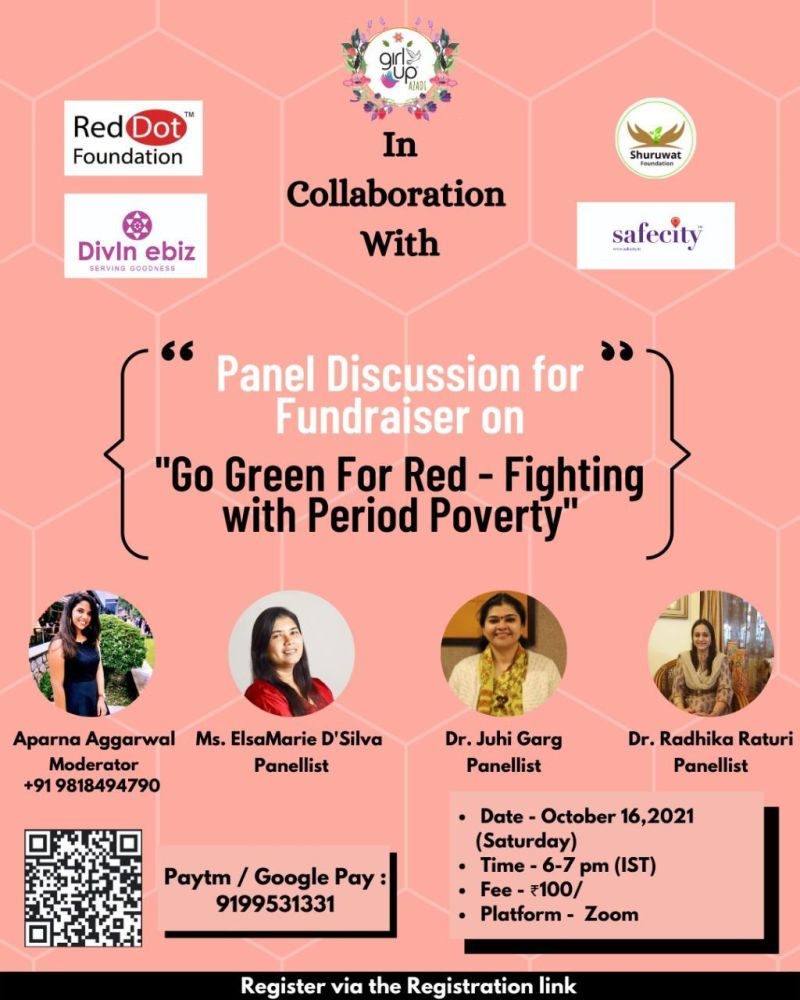 girl
up
AZADI
Red Dot TM
Foundation
DivIn ebiz
SERVING GOODNESS
In
Collaboration
With
Shuruwat
Foundation
safecity
“ Panel Discussion for ”
Fundraiser on
"Go Green For Red - Fighting
with Period Poverty"
Aparna Aggarwal
Moderator
+91 9818494790
Ms. ElsaMarie D'Silva
Panellist
Dr. Juhi Garg
Panellist
Dr. Radhika Raturi
Panellist
Paytm / Google Pay :
9199531331
• Date - October 16,2021
(Saturday)
• Time - 6-7 pm (IST)
• Fee - ₹100/
• Platform - Zoom
Register via the Registration link